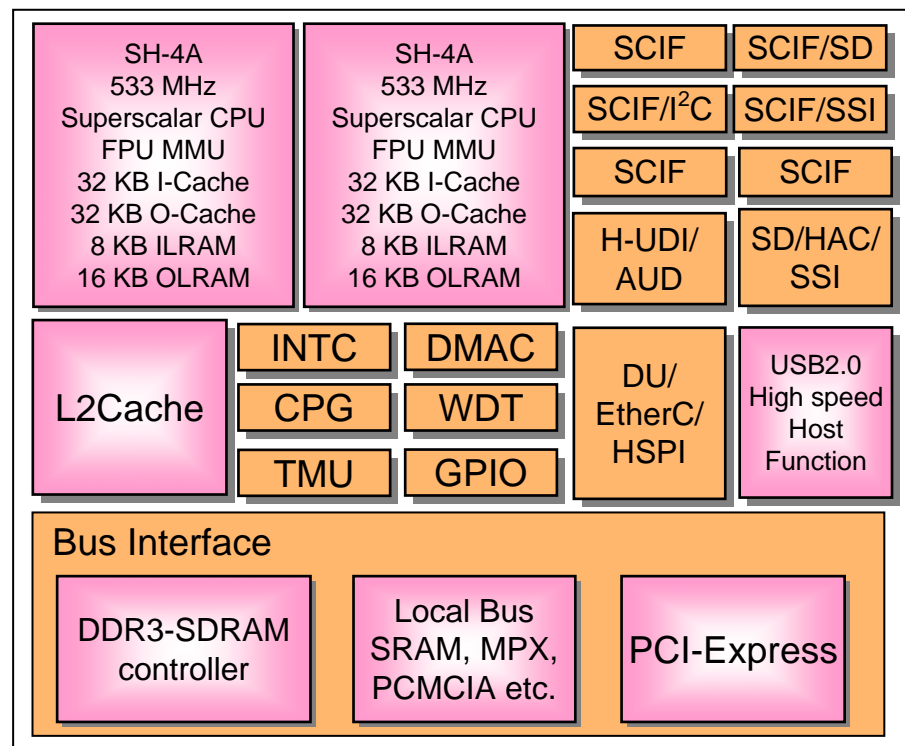 SH-4A
533 MHz
Superscalar CPU
FPU MMU
32 KB I-Cache
32 KB O-Cache
8 KB ILRAM
16 KB OLRAM
SH-4A
533 MHz
Superscalar CPU
FPU MMU
32 KB I-Cache
32 KB O-Cache
8 KB ILRAM
16 KB OLRAM
SCIF
SCIF/SD
SCIF/I²C
SCIF/SSI
SCIF
SCIF
H-UDI/
AUD
SD/HAC/
SSI
L2Cache
INTC
DMAC
CPG
WDT
TMU
GPIO
DU/
EtherC/
HSPI
USB2.0
High speed
Host
Function
Bus Interface
DDR3-SDRAM
controller
Local Bus
SRAM, MPX,
PCMCIA etc.
PCI-Express